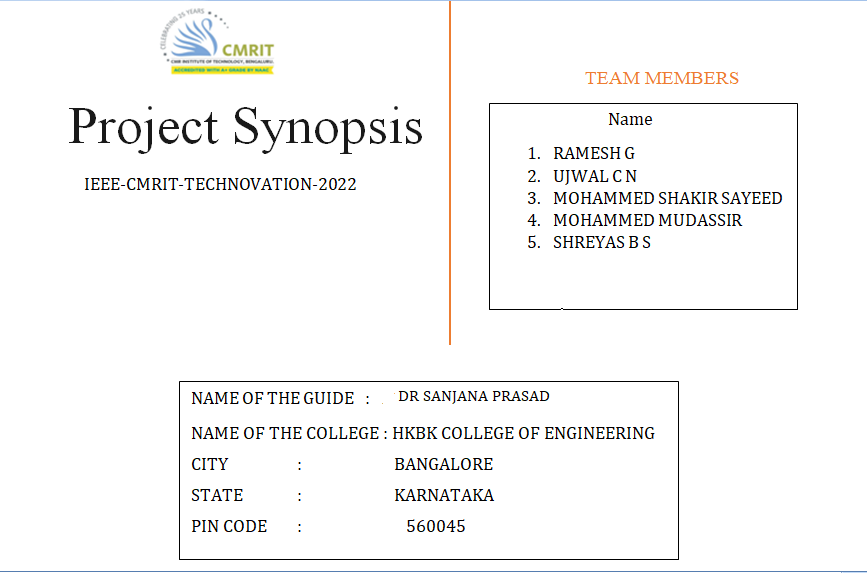 CELEBRATING 25 YEARS
CMRIT
CMR INSTITUTE OF TECHNOLOGY, BENGALURU.
ACCREDITED WITH A+ GRADE BY NAAC
Project Synopsis
IEEE-CMRIT-TECHNOVATION-2022
TEAM MEMBERS
Name
1. RAMESH G
2. UJWAL C N
3. MOHAMMED SHAKIR SAYEED
4. MOHAMMED MUDASSIR
5. SHREYAS B S
NAME OF THE GUIDE : DR SANJANA PRASAD
NAME OF THE COLLEGE : HKBK COLLEGE OF ENGINEERING
CITY : BANGALORE
STATE : KARNATAKA
PIN CODE : 560045